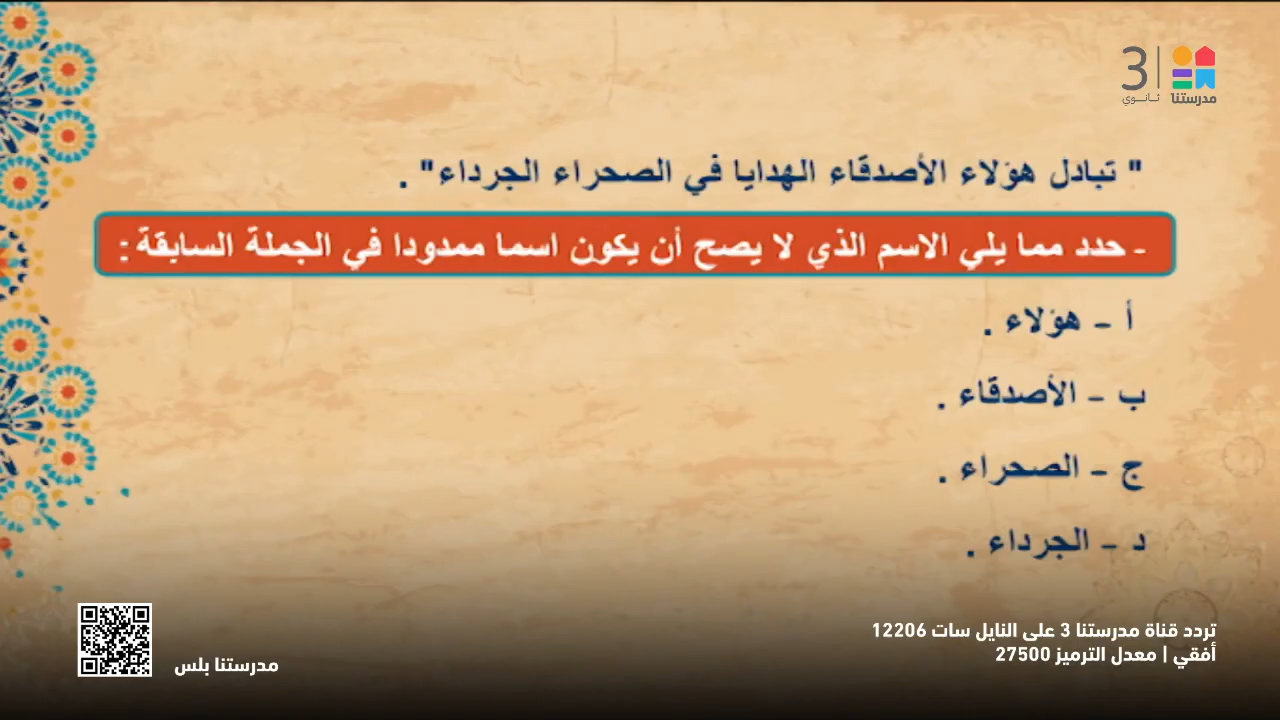 3
ثانوي
مدرستنا
" تبادل هؤلاء الأصدقاء الهدايا في الصحراء الجرداء" .
- حدد مما يلي الاسم الذي لا يصح أن يكون اسما ممدودا في الجملة السابقة :
أ - هؤلاء .
ب - الأصدقاء .
ج - الصحراء .
د - الجرداء .
تردد قناة مدرستنا 3 على النايل سات 12206
أفقي | معدل الترميز 27500
مدرستنا بلس